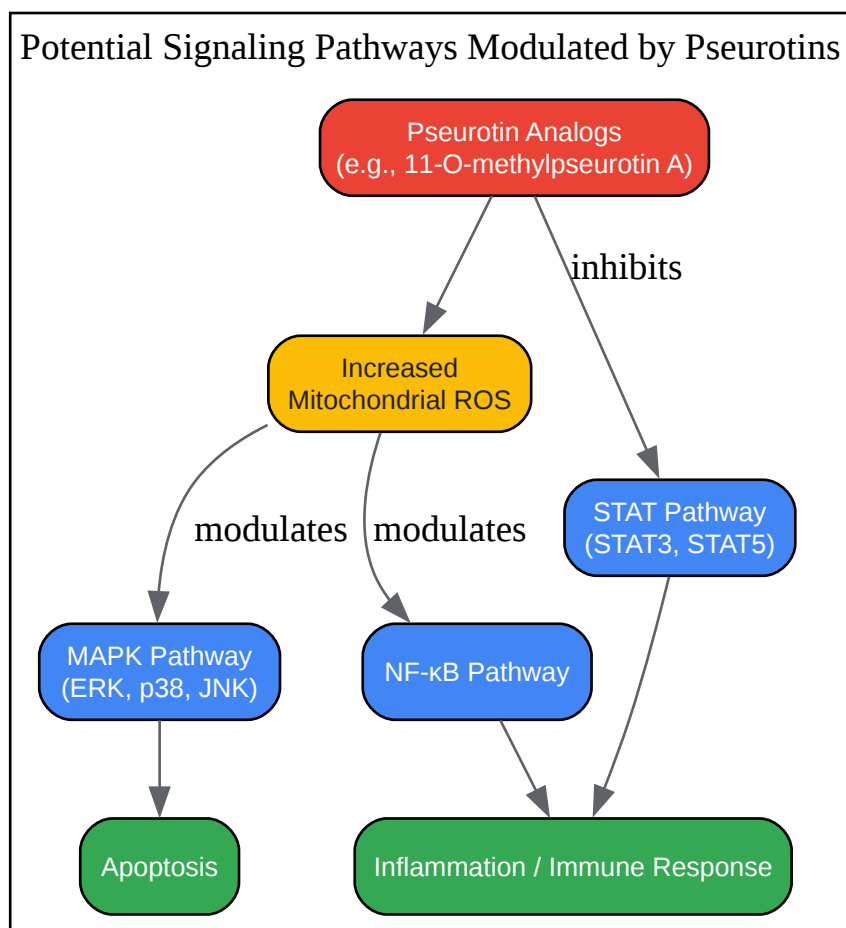 Potential Signaling Pathways Modulated by Pseurotins
Pseurotin Analogs
(e.g., 11-O-methylpseurotin A)
inhibits
Increased
Mitochondrial ROS
STAT Pathway
(STAT3, STAT5)
modulates
modulates
MAPK Pathway
(ERK, p38, JNK)
NF-κB Pathway
Apoptosis
Inflammation / Immune Response